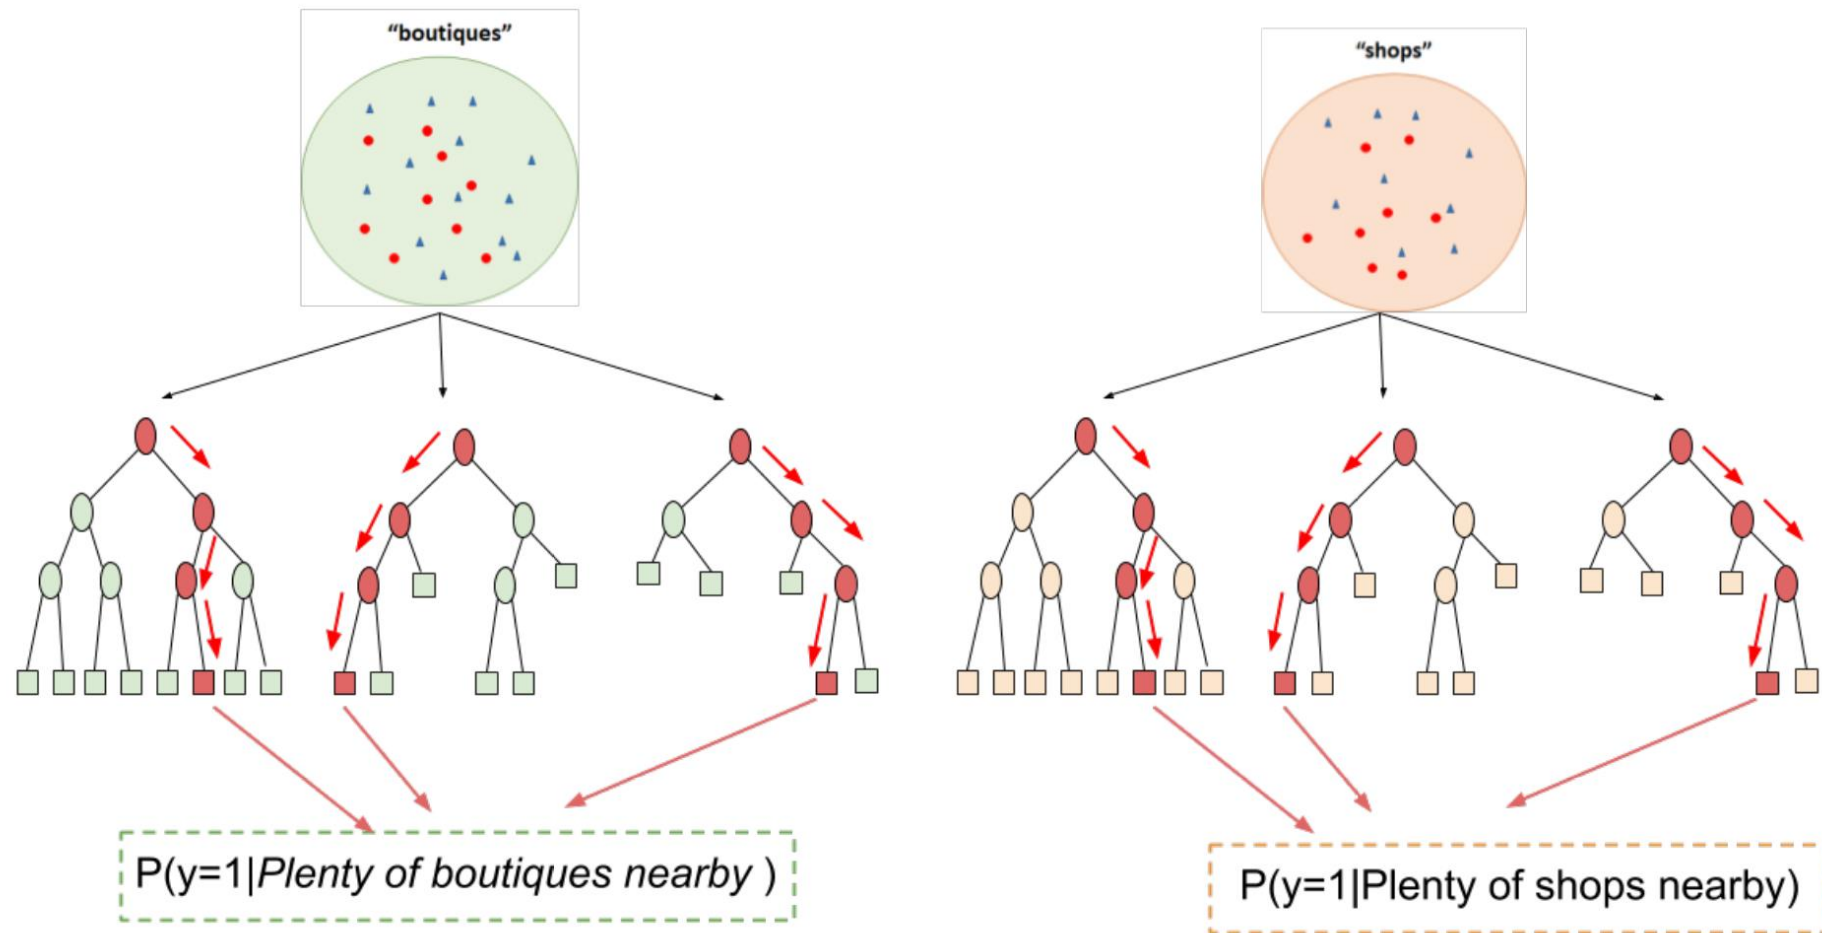 “boutiques”
“shops”
P(y=1|Plenty of boutiques nearby )
P(y=1|Plenty of shops nearby)